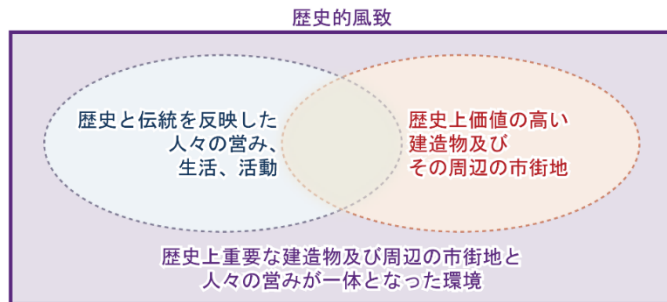 歴史的風致
歴史と伝統を反映した
人々の営み、
生活、活動
歴史上価値の高い
建造物及び
その周辺の市街地
歴史上重要な建造物及び周辺の市街地と
人々の営みが一体となった環境